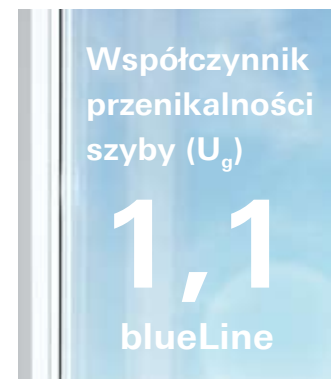 Współczynnik
przenikalności
szyby (Ug)
1,1
blueLine